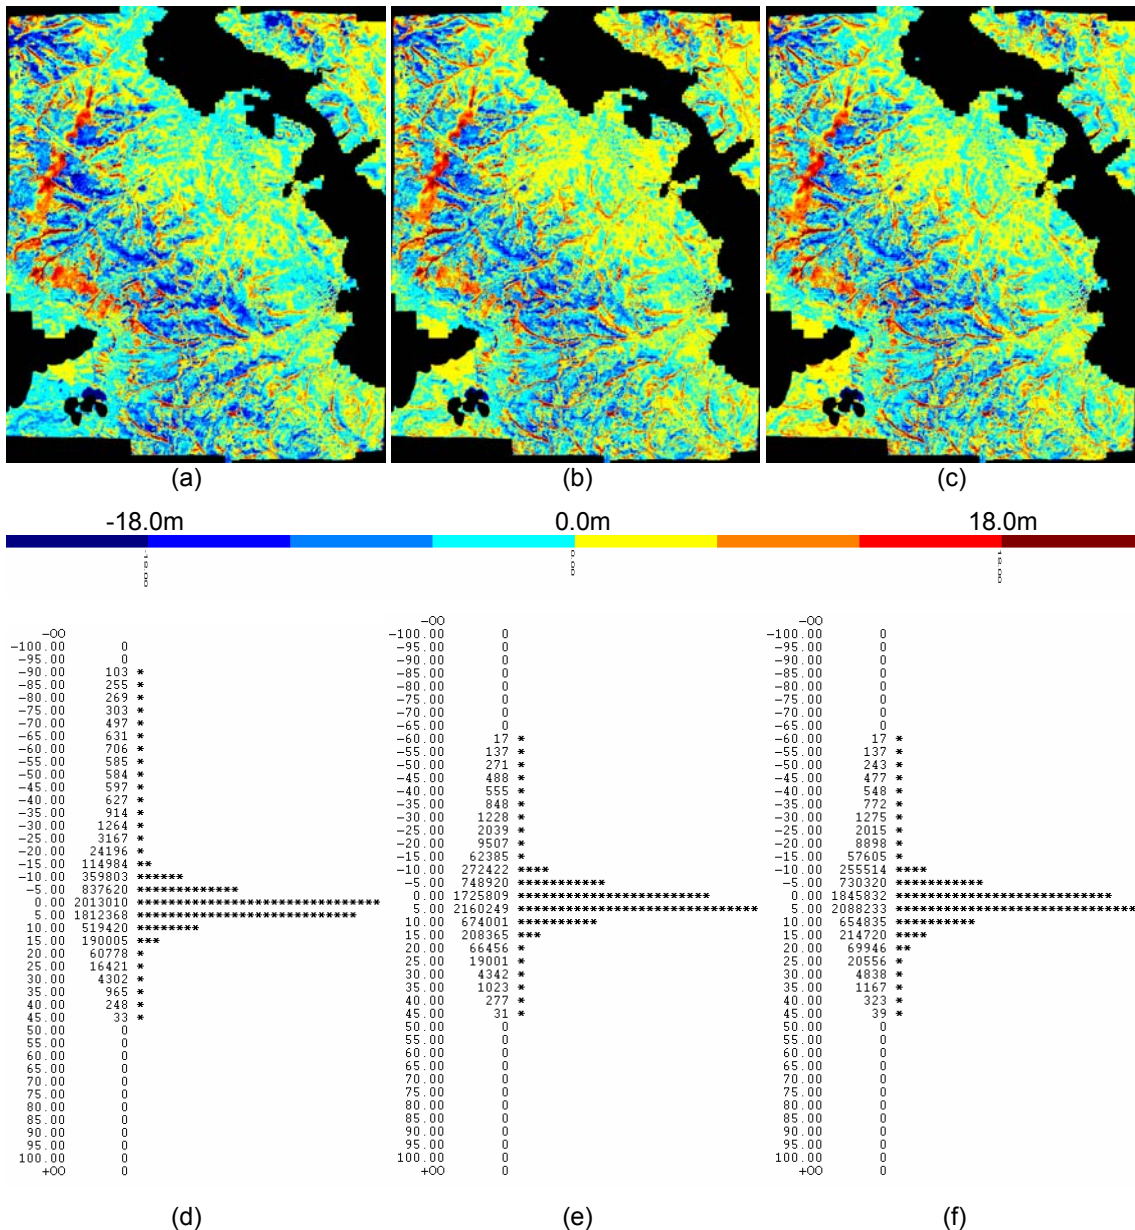 (a)
(b)
(c)
-18.0m
0.0m
18.0m
-18.00
0.00
18.00
-OO
-100.00 0
-95.00 0
-90.00 103 *
-85.00 255 *
-80.00 269 *
-75.00 303 *
-70.00 497 *
-65.00 631 *
-60.00 706 *
-55.00 585 *
-50.00 584 *
-45.00 597 *
-40.00 627 *
-35.00 914 *
-30.00 1264 *
-25.00 3167 *
-20.00 24196 *
-15.00 114984 **
-10.00 359803 ******
-5.00 837620 *************
0.00 2013010 ********************************
5.00 1812368 *****************************
10.00 519420 ********
15.00 190005 ***
20.00 60778 *
25.00 16421 *
30.00 4302 *
35.00 965 *
40.00 248 *
45.00 33 *
50.00 0
55.00 0
60.00 0
65.00 0
70.00 0
75.00 0
80.00 0
85.00 0
90.00 0
95.00 0
100.00 0
+OO 0
-OO
-100.00 0
-95.00 0
-90.00 0
-85.00 0
-80.00 0
-75.00 0
-70.00 0
-65.00 0
-60.00 17 *
-55.00 137 *
-50.00 271 *
-45.00 488 *
-40.00 555 *
-35.00 848 *
-30.00 1228 *
-25.00 2039 *
-20.00 9507 *
-15.00 62385 *
-10.00 272422 ****
-5.00 748920 ***********
0.00 1725809 *************************
5.00 2160249 ********************************
10.00 674001 **********
15.00 208365 ***
20.00 66456 *
25.00 19001 *
30.00 4342 *
35.00 1023 *
40.00 277 *
45.00 31 *
50.00 0
55.00 0
60.00 0
65.00 0
70.00 0
75.00 0
80.00 0
85.00 0
90.00 0
95.00 0
100.00 0
+OO 0
-OO
-100.00 0
-95.00 0
-90.00 0
-85.00 0
-80.00 0
-75.00 0
-70.00 0
-65.00 0
-60.00 17 *
-55.00 137 *
-50.00 243 *
-45.00 477 *
-40.00 548 *
-35.00 772 *
-30.00 1275 *
-25.00 2015 *
-20.00 8898 *
-15.00 57605 *
-10.00 255514 ****
-5.00 730320 ***********
0.00 1845832 ****************************
5.00 2088233 ********************************
10.00 654835 **********
15.00 214720 ****
20.00 69946 **
25.00 20556 *
30.00 4838 *
35.00 1167 *
40.00 323 *
45.00 39 *
50.00 0
55.00 0
60.00 0
65.00 0
70.00 0
75.00 0
80.00 0
85.00 0
90.00 0
95.00 0
100.00 0
+OO 0
(d)
(e)
(f)